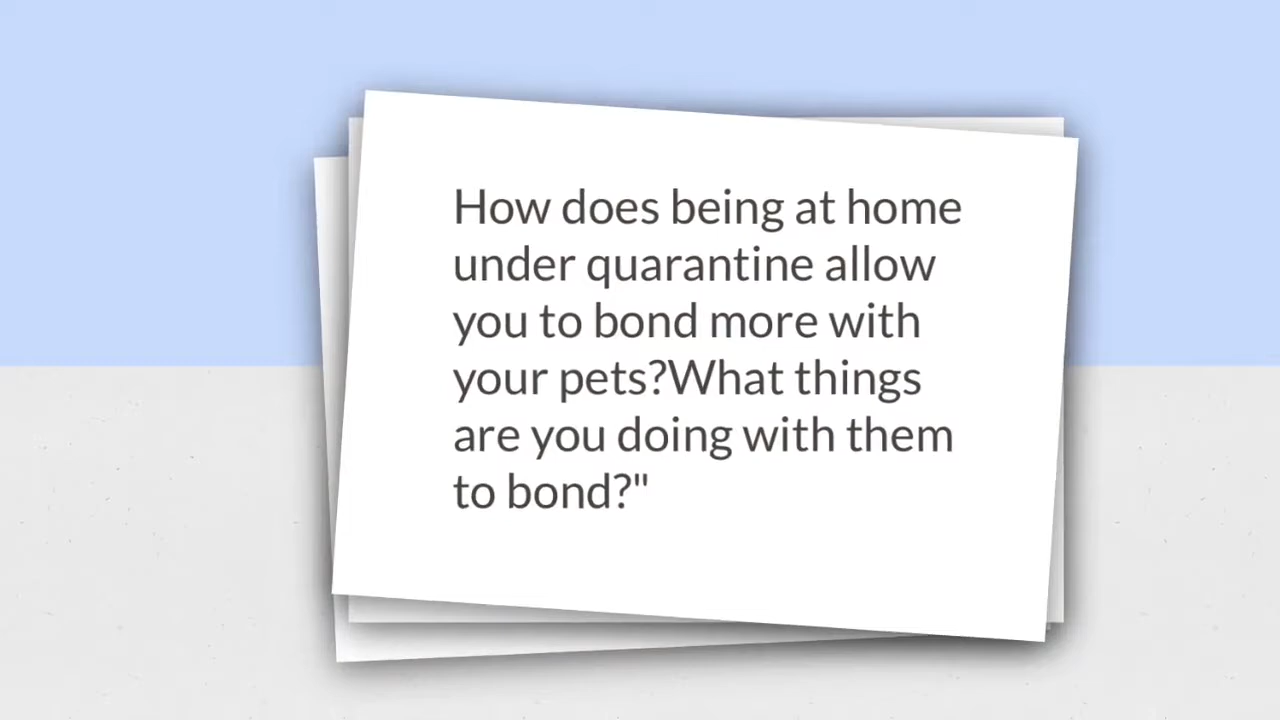 How does being at home
under quarantine allow
you to bond more with
your pets?What things
are you doing with them
to bond?"